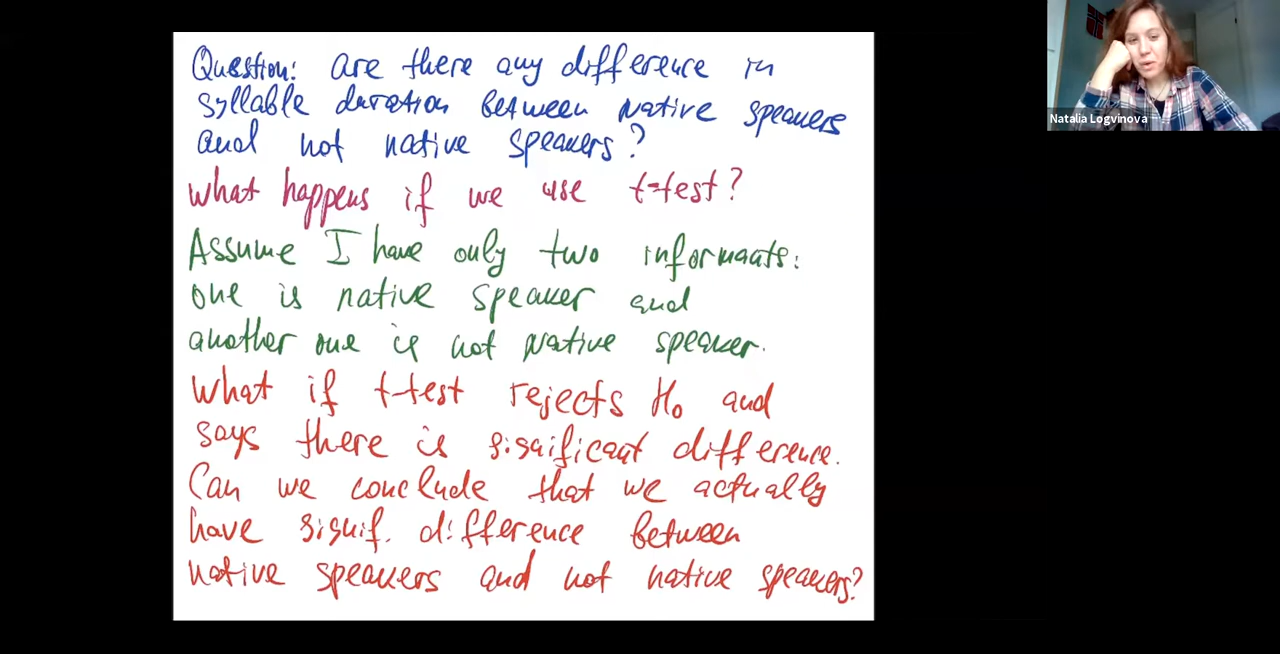 Question: are there any difference in
syllable duration between native speakers
and not native speakers?
What happens if we use t-test?
Assume I have only two informants:
one is native speaker and
another one is not native speaker.
What if t-test rejects H₀ and
says there is significant difference.
Can we conclude that we actually
have signif. difference between
native speakers and not native speakers?
Natalia Logvinova